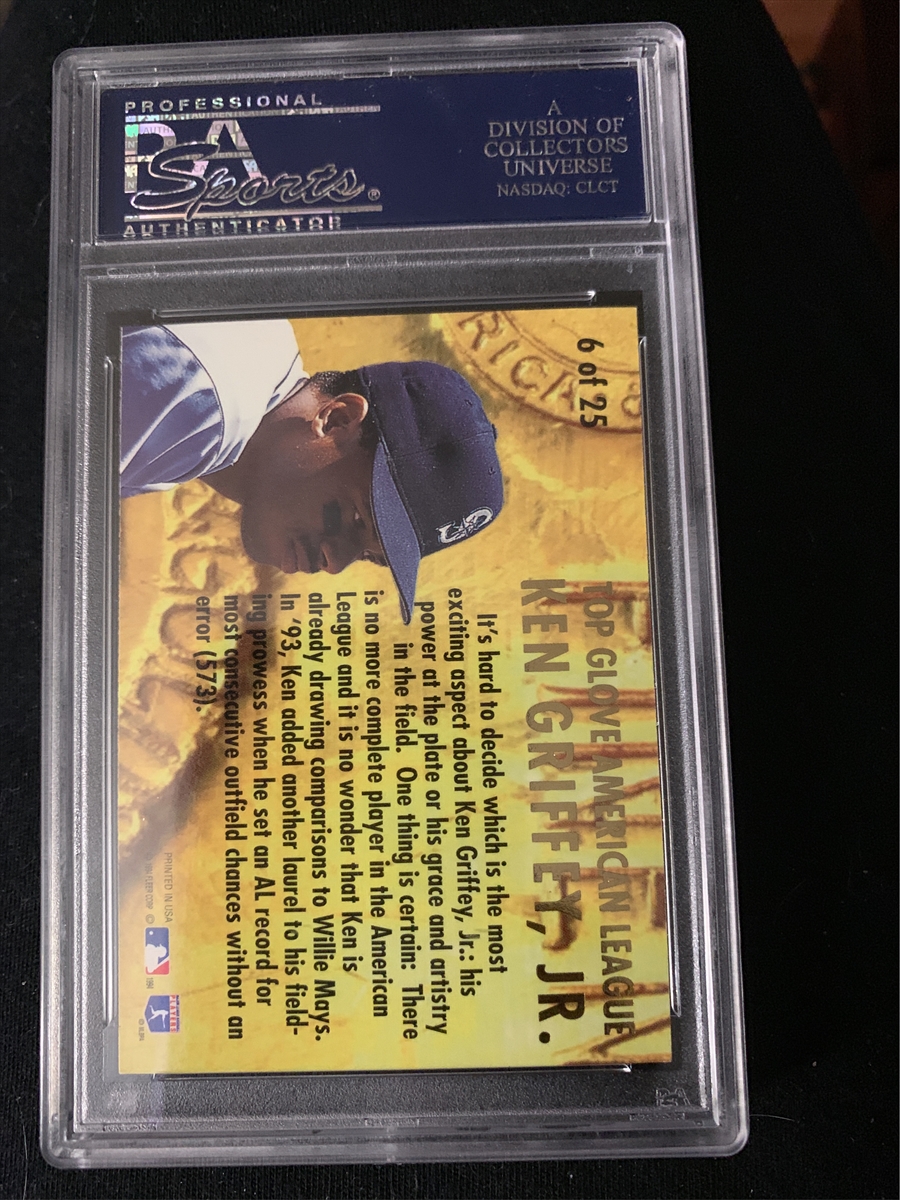 PROFESSIONAL
PSA
Sports®
AUTHENTICATOR
A
DIVISION OF
COLLECTORS
UNIVERSE
NASDAQ: CLCT
6 of 25
RICA
TOP GLOVE AMERICAN LEAGUE
KEN GRIFFEY, JR.
It's hard to decide which is the most
exciting aspect about Ken Griffey, Jr.: his
power at the plate or his grace and artistry
in the field. One thing is certain: There
is no more complete player in the American
League and it is no wonder that Ken is
already drawing comparisons to Willie Mays.
In '93, Ken added another laurel to his field-
ing prowess when he set an AL record for
most consecutive outfield chances without an
error (573).
PRINTED IN USA
FLEER CORP
©
1994